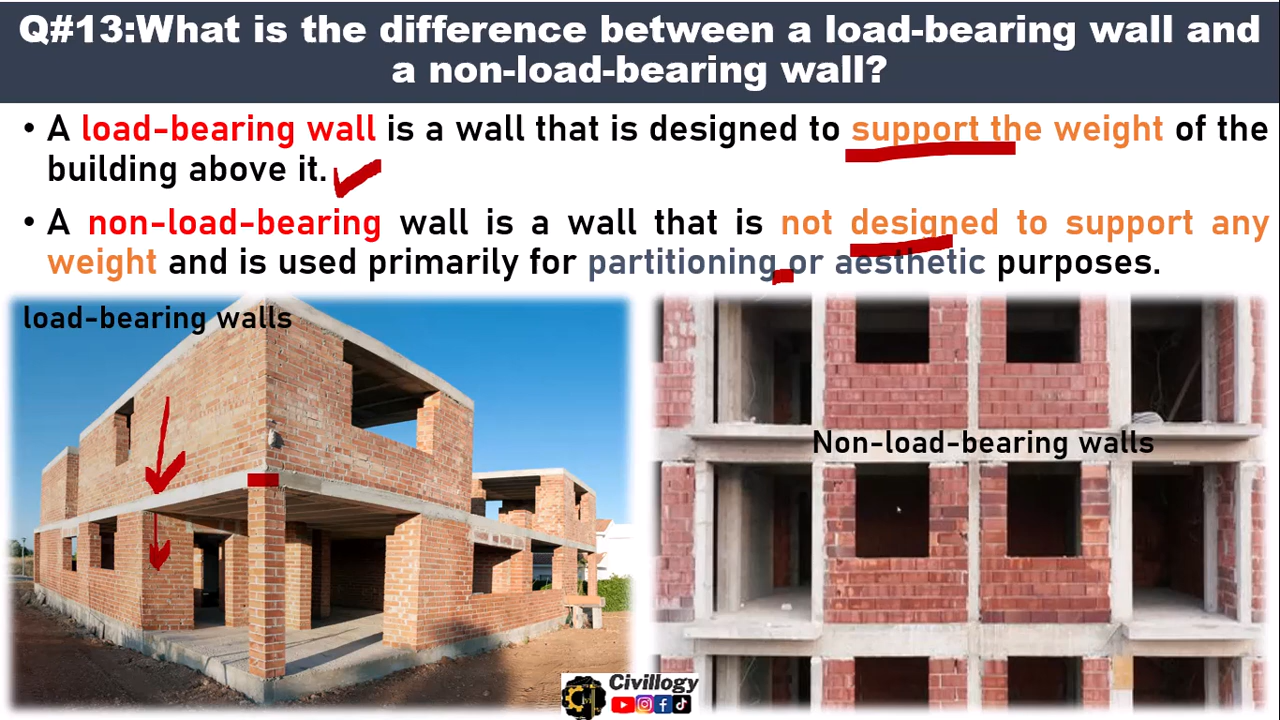 Q#13:What is the difference between a load-bearing wall and
a non-load-bearing wall?
• A load-bearing wall is a wall that is designed to support the weight of the
building above it.
• A non-load-bearing wall is a wall that is not designed to support any
weight and is used primarily for partitioning or aesthetic purposes.
load-bearing walls
Non-load-bearing walls
Civillogy